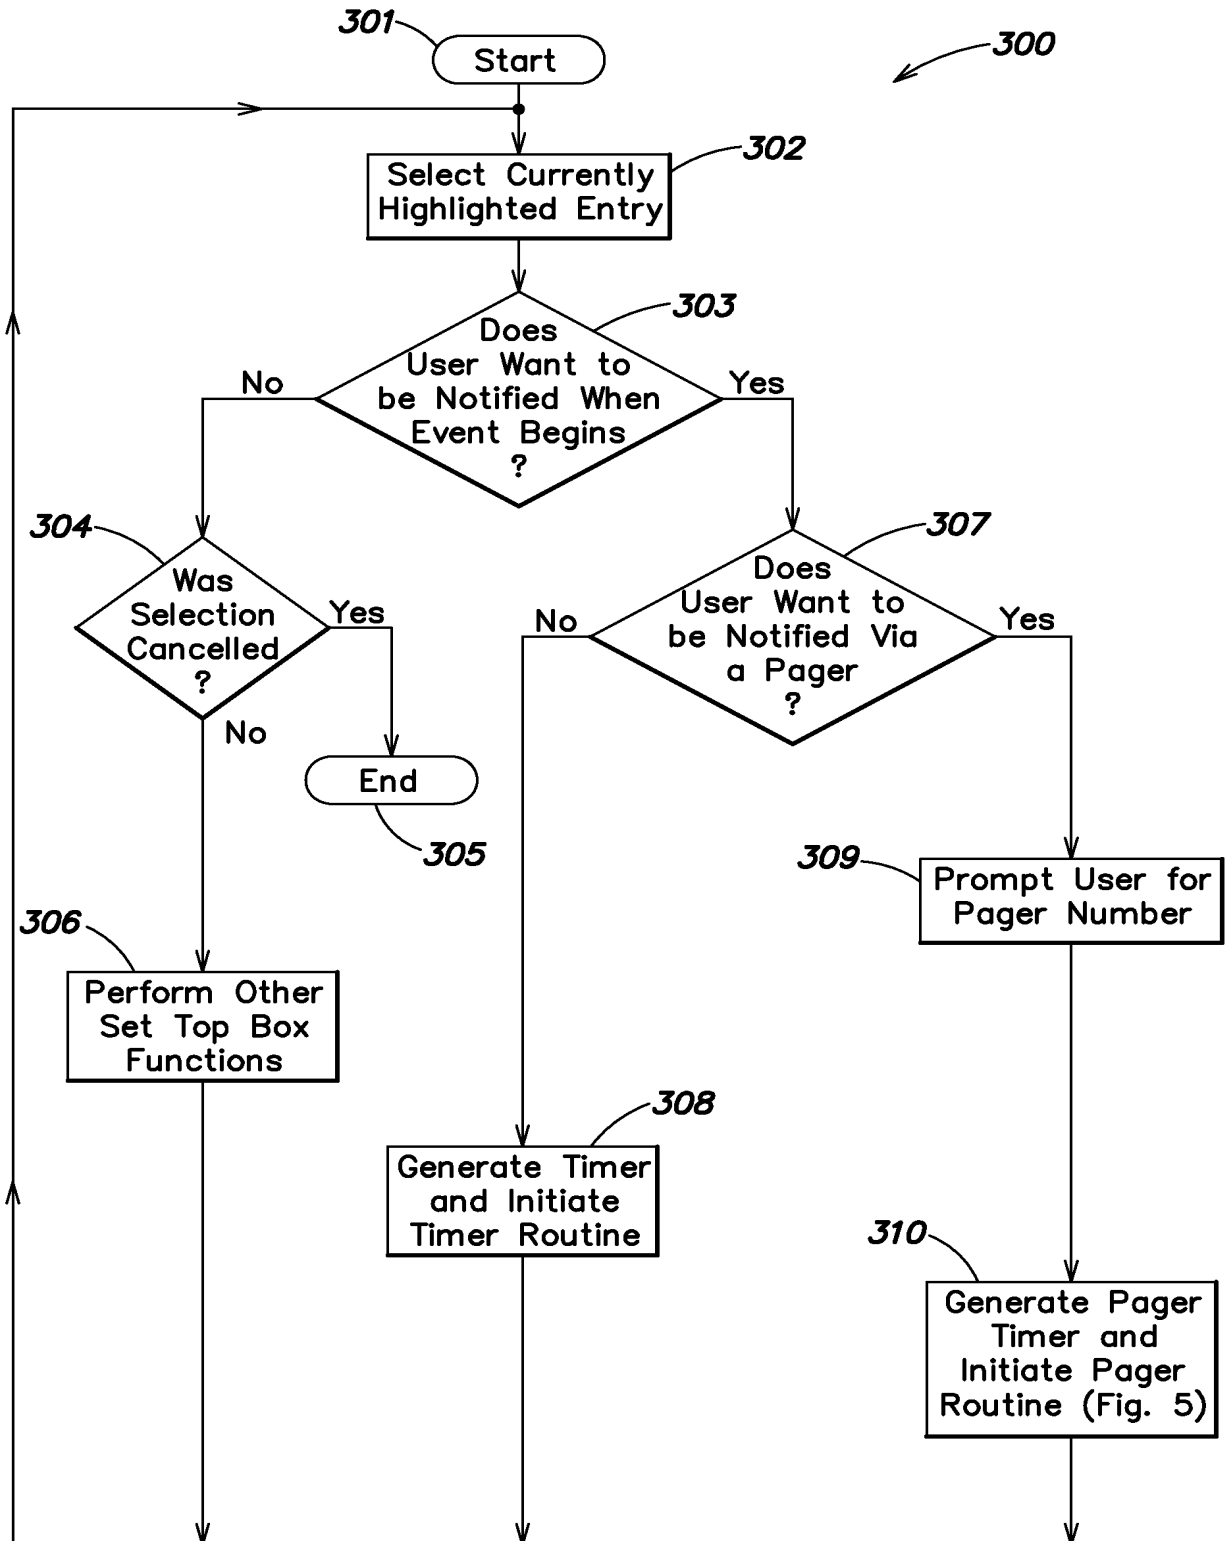 301
Start
300
302
Select Currently
Highlighted Entry
303
Does
User Want to
be Notified When
Event Begins
?
No
Yes
304
Was
Selection
Cancelled
?
Yes
No
End
305
307
Does
User Want to
be Notified Via
a Pager
?
No
Yes
309
Prompt User for
Pager Number
306
Perform Other
Set Top Box
Functions
308
Generate Timer
and Initiate
Timer Routine
310
Generate Pager
Timer and
Initiate Pager
Routine (Fig. 5)